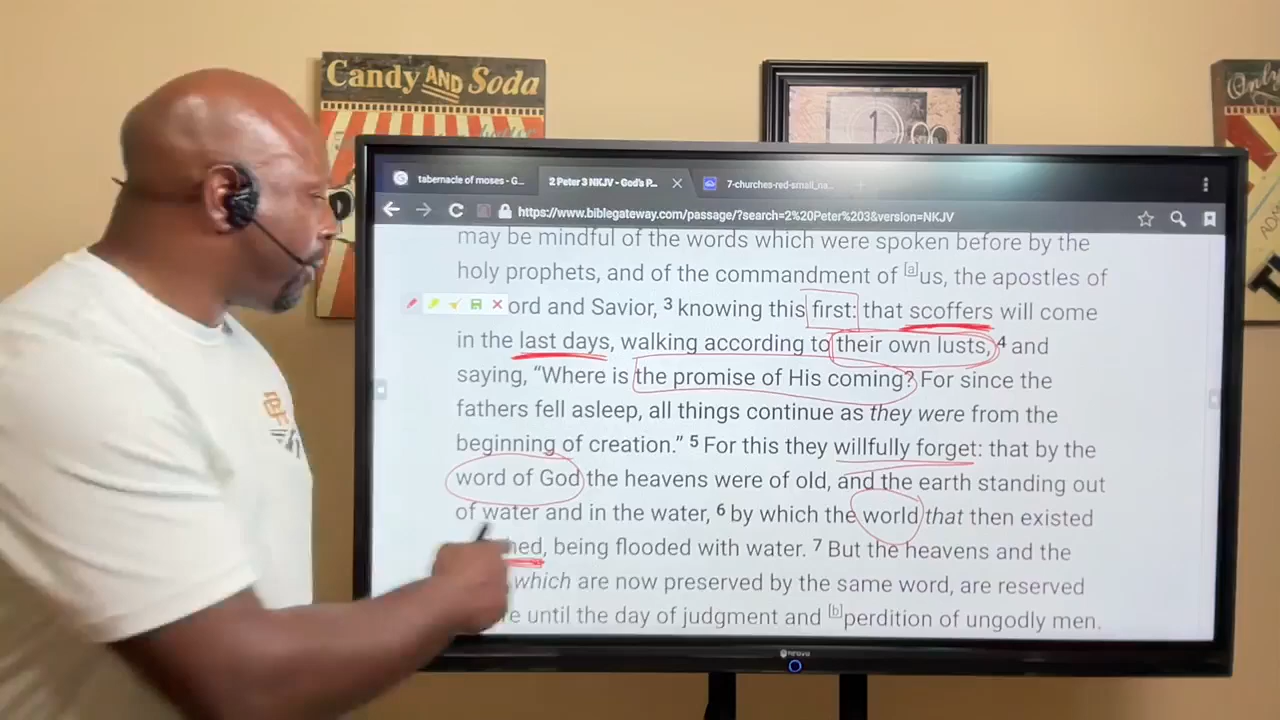 Candy AND Soda
Only
1
tabernacle of moses - G...
2 Peter 3 NKJV - God's P...
7-churches-red-small_na...
https://www.biblegateway.com/passage/?search=2%20Peter%203&version=NKJV
may be mindful of the words which were spoken before by the
holy prophets, and of the commandment of [a]us, the apostles of
ord and Savior, 3 knowing this first: that scoffers will come
in the last days, walking according to their own lusts, 4 and
saying, “Where is the promise of His coming? For since the
fathers fell asleep, all things continue as they were from the
beginning of creation.” 5 For this they willfully forget: that by the
word of God the heavens were of old, and the earth standing out
of water and in the water, 6 by which the world that then existed
hed, being flooded with water. 7 But the heavens and the
which are now preserved by the same word, are reserved
re until the day of judgment and [b]perdition of ungodly men.